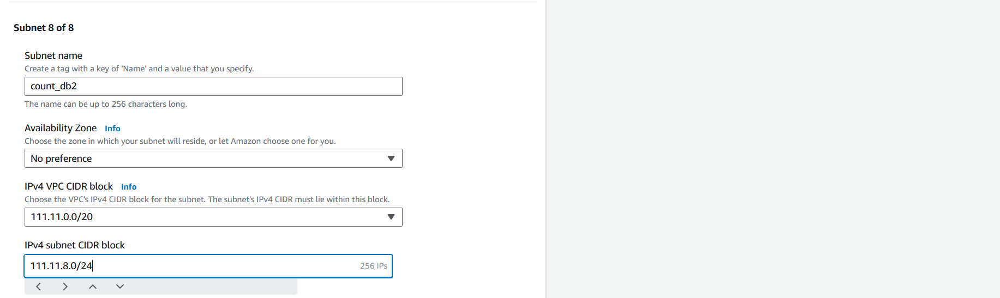 Subnet 8 of 8
Subnet name
Create a tag with a key of 'Name' and a value that you specify.
count_db2
The name can be up to 256 characters long.
Availability Zone Info
Choose the zone in which your subnet will reside, or let Amazon choose one for you.
No preference
IPv4 VPC CIDR block Info
Choose the VPC's IPv4 CIDR block for the subnet. The subnet's IPv4 CIDR must lie within this block.
111.11.0.0/20
IPv4 subnet CIDR block
111.11.8.0/24 256 IPs